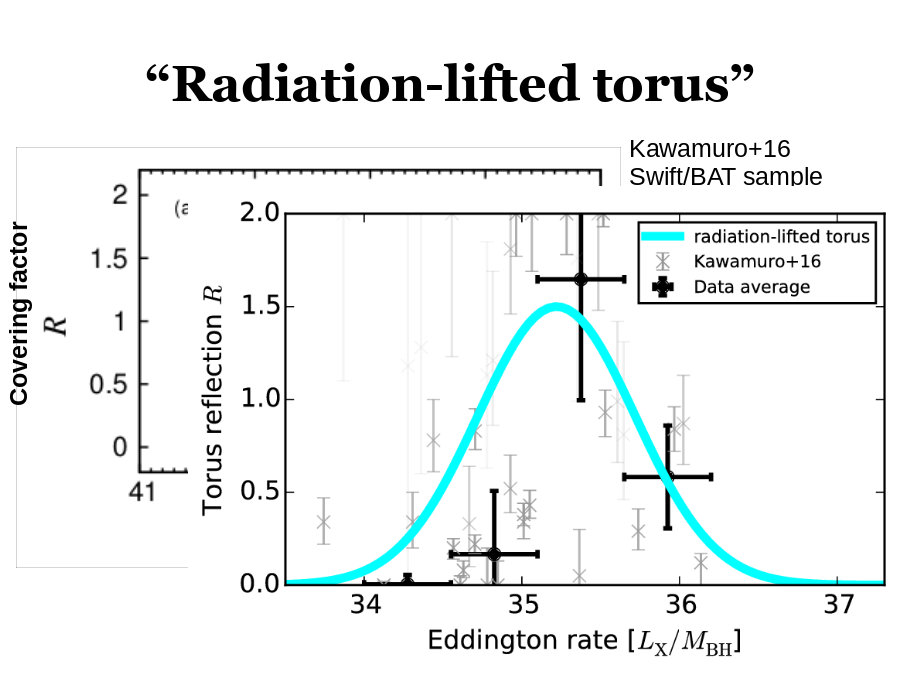 “Radiation-lifted torus”
Kawamuro+16
Swift/BAT sample
Covering factor
R
2
1.5
1
0.5
0
41
(a
Torus reflection R
2.0
1.5
1.0
0.5
0.0
radiation-lifted torus
Kawamuro+16
Data average
34 35 36 37
Eddington rate [L_X/M_BH]